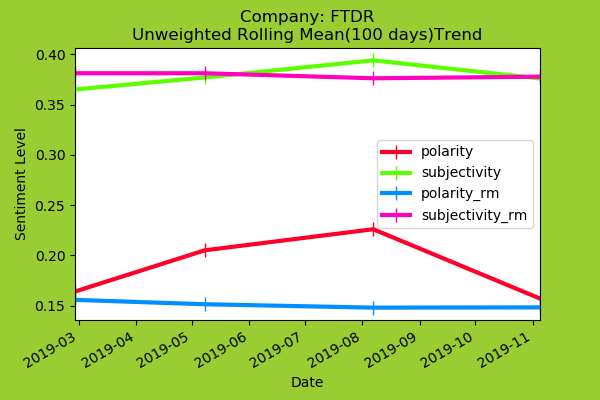 Company: FTDR
Unweighted Rolling Mean(100 days)Trend
0.40
0.35
0.30
0.25
0.20
0.15
Sentiment Level
polarity
subjectivity
polarity_rm
subjectivity_rm
2019-03
2019-04
2019-05
2019-06
2019-07
2019-08
2019-09
2019-10
2019-11
Date